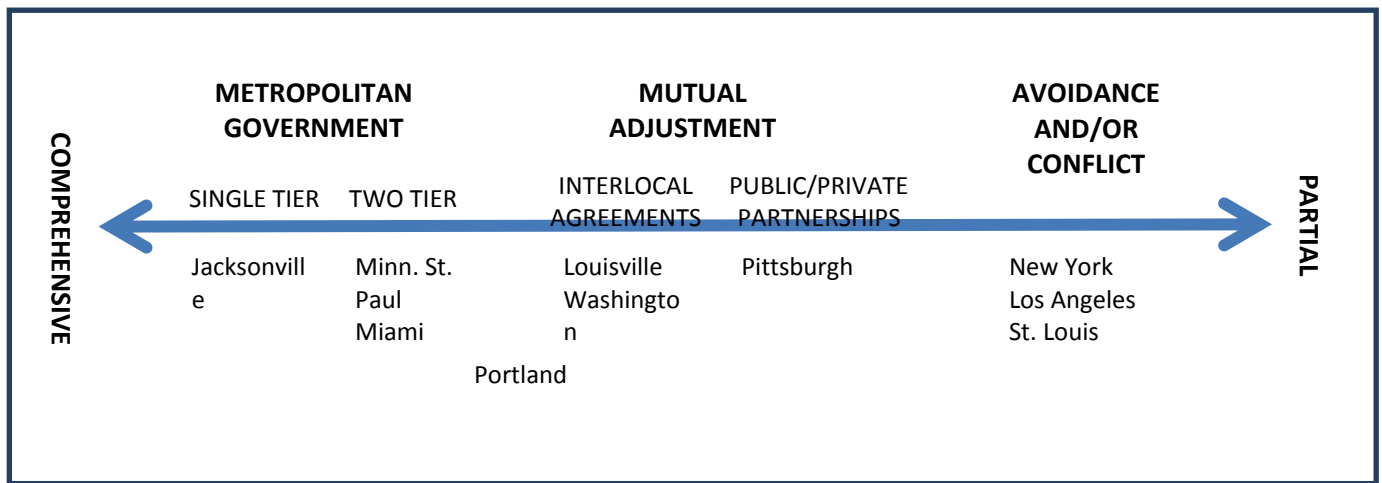 METROPOLITAN
GOVERNMENT
MUTUAL
ADJUSTMENT
AVOIDANCE
AND/OR
CONFLICT
COMPREHENSIVE
SINGLE TIER
TWO TIER
INTERLOCAL
AGREEMENTS
PUBLIC/PRIVATE
PARTNERSHIPS
PARTIAL
Jacksonvill
e
Minn. St.
Paul
Miami
Louisville
Washingto
n
Pittsburgh
New York
Los Angeles
St. Louis
Portland